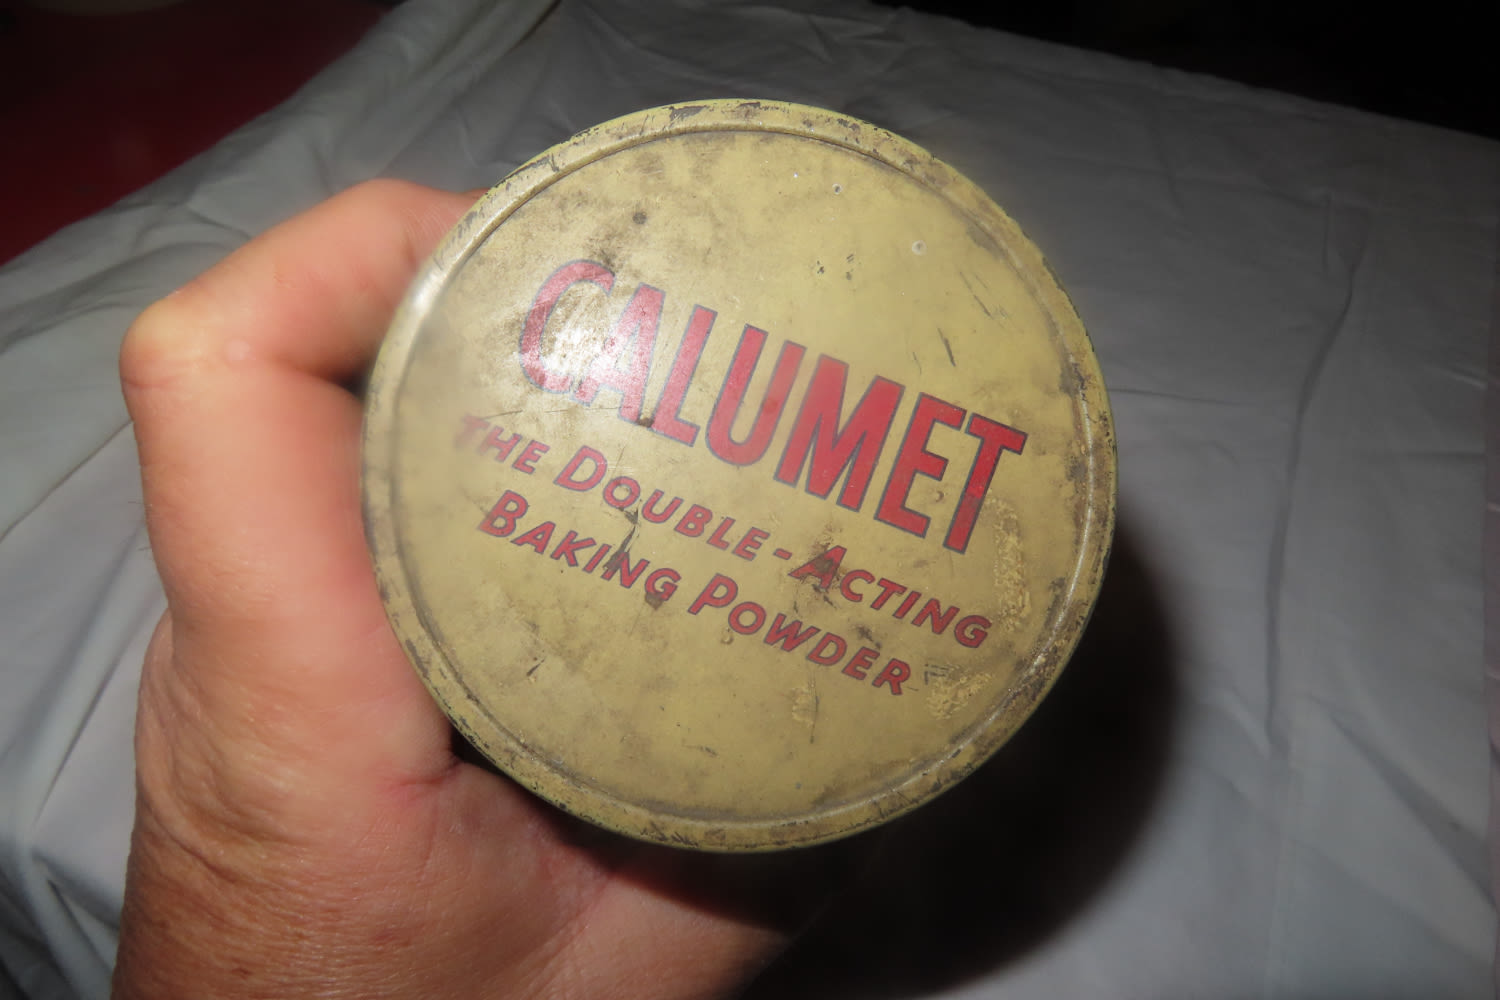 CALUMET
THE DOUBLE-ACTING
BAKING POWDER